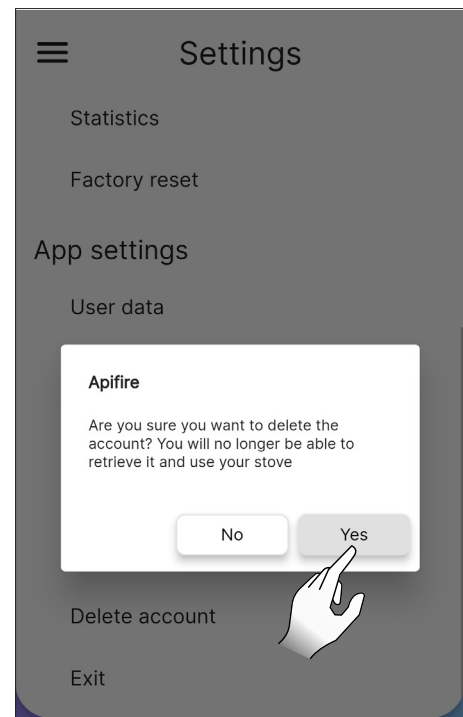 Settings
Statistics
Factory reset
App settings
User data
Apifire
Are you sure you want to delete the
account? You will no longer be able to
retrieve it and use your stove
No
Yes
Delete account
Exit